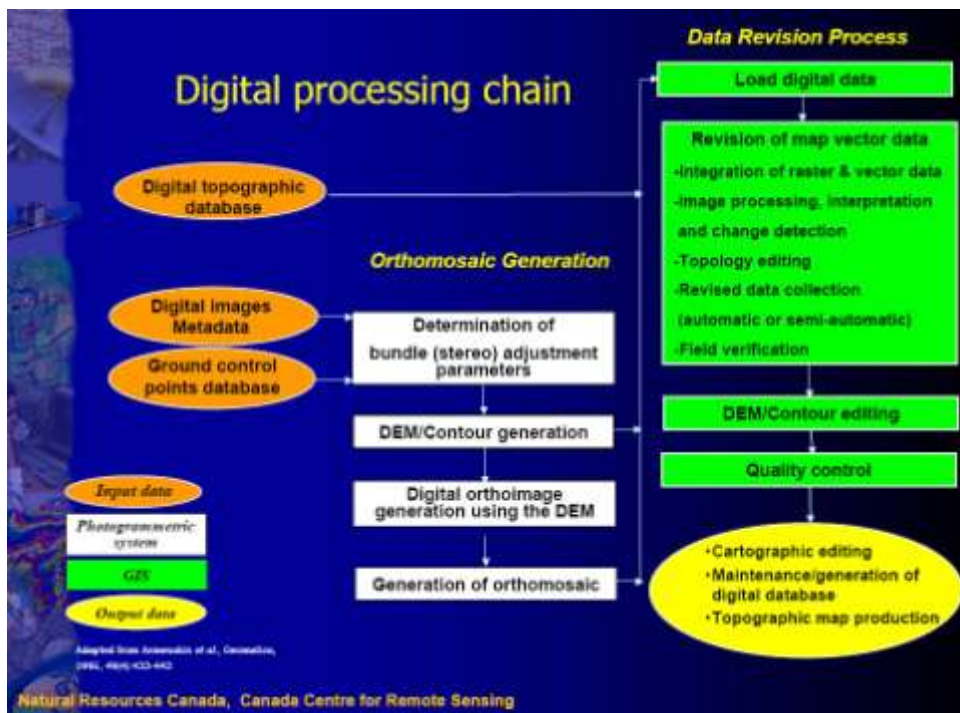 Data Revision Process
Digital processing chain
Load digital data
Revision of map vector data
-Integration of raster & vector data
-Image processing, interpretation
and change detection
-Topology editing
-Revised data collection
(automatic or semi-automatic)
-Field verification
DEM/Contour editing
Quality control
•Cartographic editing
•Maintenance/generation of
digital database
•Topographic map production
Digital topographic
database
Orthomosaic Generation
Digital images
Metadata
Ground control
points database
Determination of
bundle (stereo) adjustment
parameters
DEM/Contour generation
Digital orthoimage
generation using the DEM
Generation of orthomosaic
Input data
Photogrammetric
system
GIS
Output data
Adapted from et al., Geomatica,
Natural Resources Canada, Canada Centre for Remote Sensing